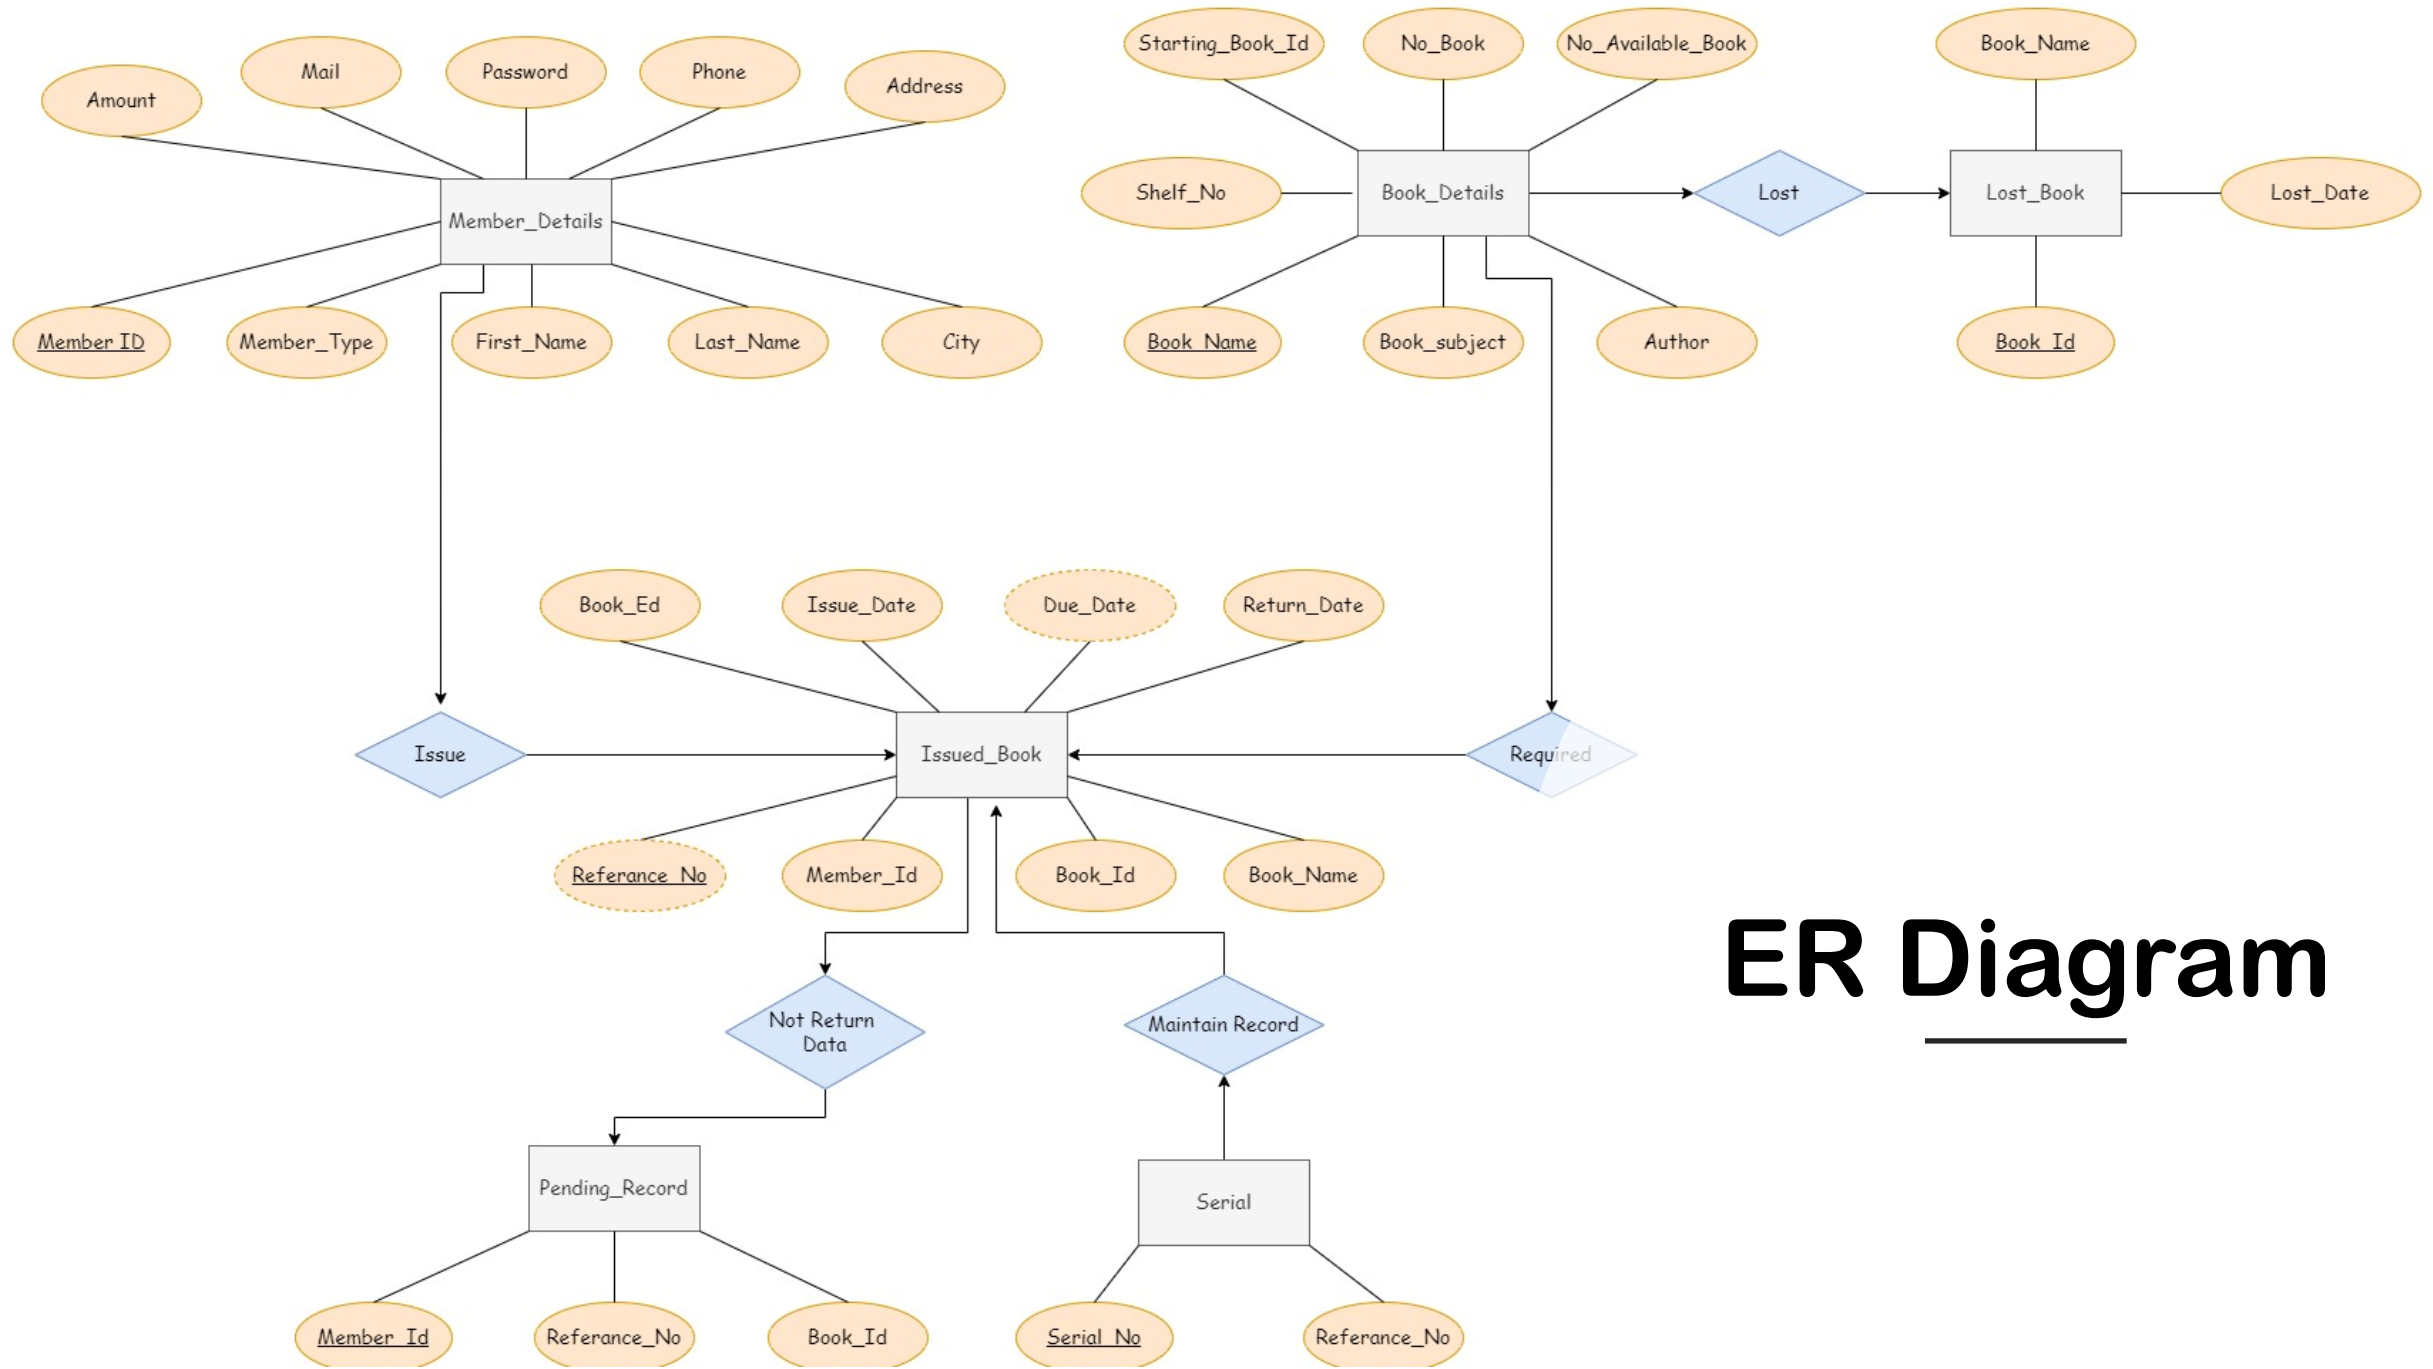 Starting_Book_Id
No_Book
No_Available_Book
Book_Name
Mail
Password
Phone
Address
Amount
Member_Details
Shelf_No
Book_Details
Lost
Lost_Book
Lost_Date
Member ID
Member_Type
First_Name
Last_Name
City
Book_Name
Book_subject
Author
Book_Id
Book_Ed
Issue_Date
Due_Date
Return_Date
Issue
Issued_Book
Required
Referance_No
Member_Id
Book_Id
Book_Name
ER Diagram
Not Return
Data
Maintain Record
Pending_Record
Serial
Member_Id
Referance_No
Book_Id
Serial_No
Referance_No